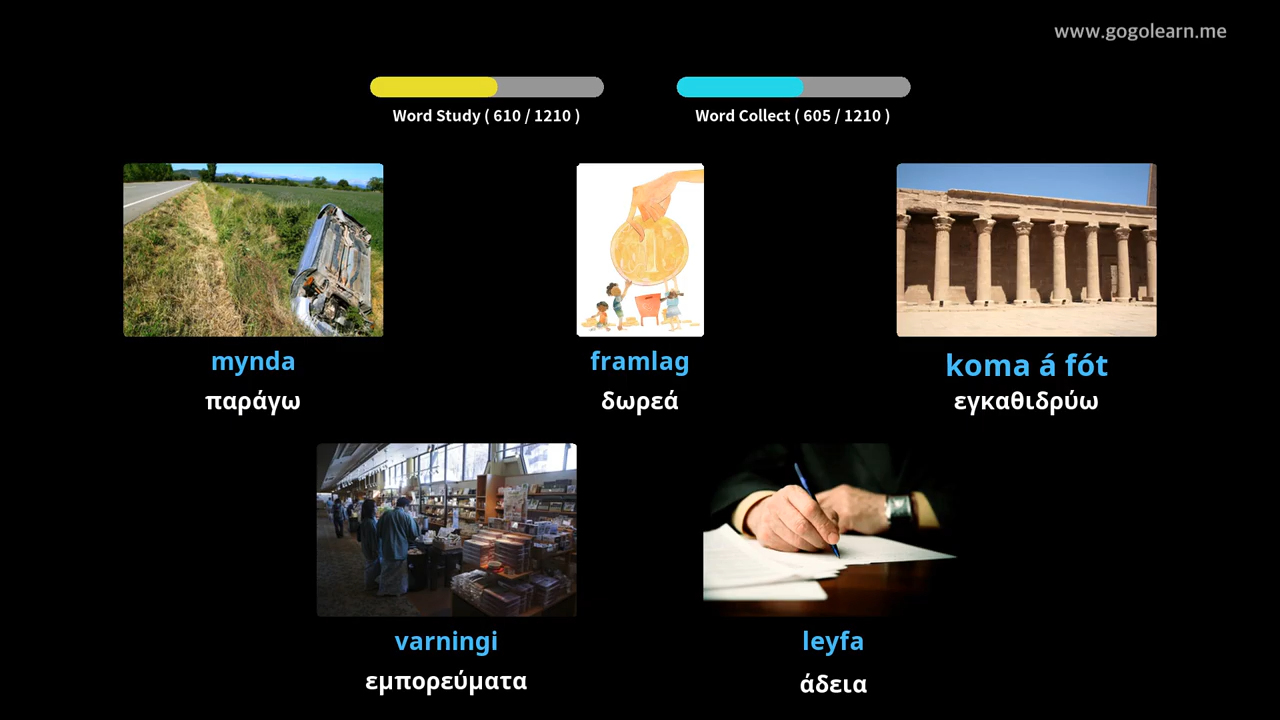 www.gogolearn.me
Word Study ( 610 / 1210 )
Word Collect ( 605 / 1210 )
mynda
παράγω
framlag
δωρεά
koma á fót
εγκαθιδρύω
varningi
εμπορεύματα
leyfa
άδεια